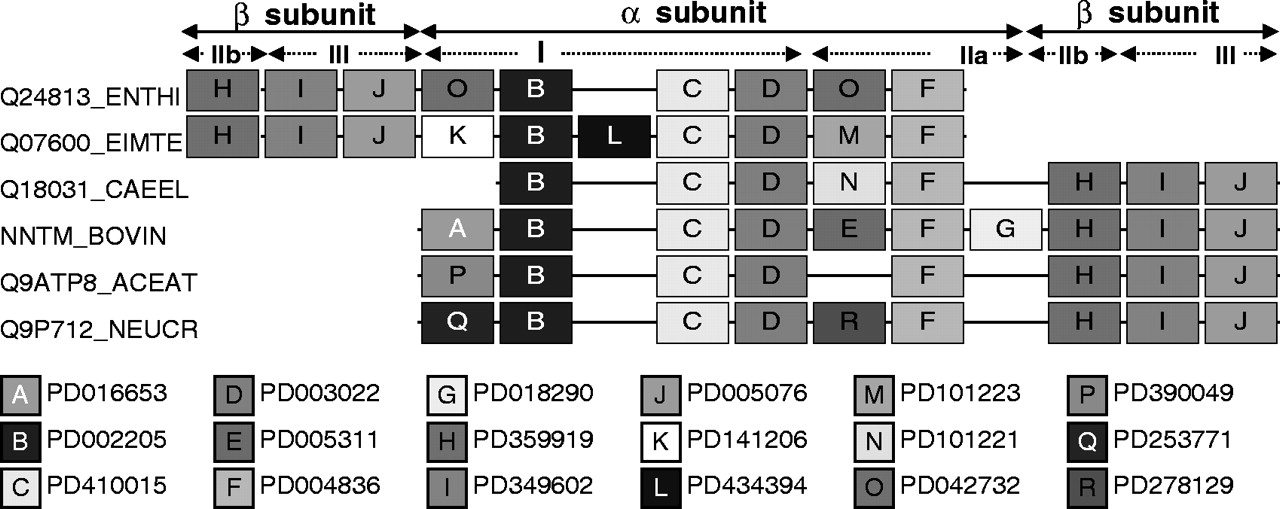 β subunit α subunit β subunit
IIb III I IIa IIb III
Q24813_ENTHI H I J O B C D O F
Q07600_EIMTE H I J K B L C D M F
Q18031_CAEEL B C D N F H I J
NNTM_BOVIN A B C D E F G H I J
Q9ATP8_ACEAT P B C D F H I J
Q9P712_NEUCR Q B C D R F H I J
A PD016653 D PD003022 G PD018290 J PD005076 M PD101223 P PD390049
B PD002205 E PD005311 H PD359919 K PD141206 N PD101221 Q PD253771
C PD410015 F PD004836 I PD349602 L PD434394 O PD042732 R PD278129